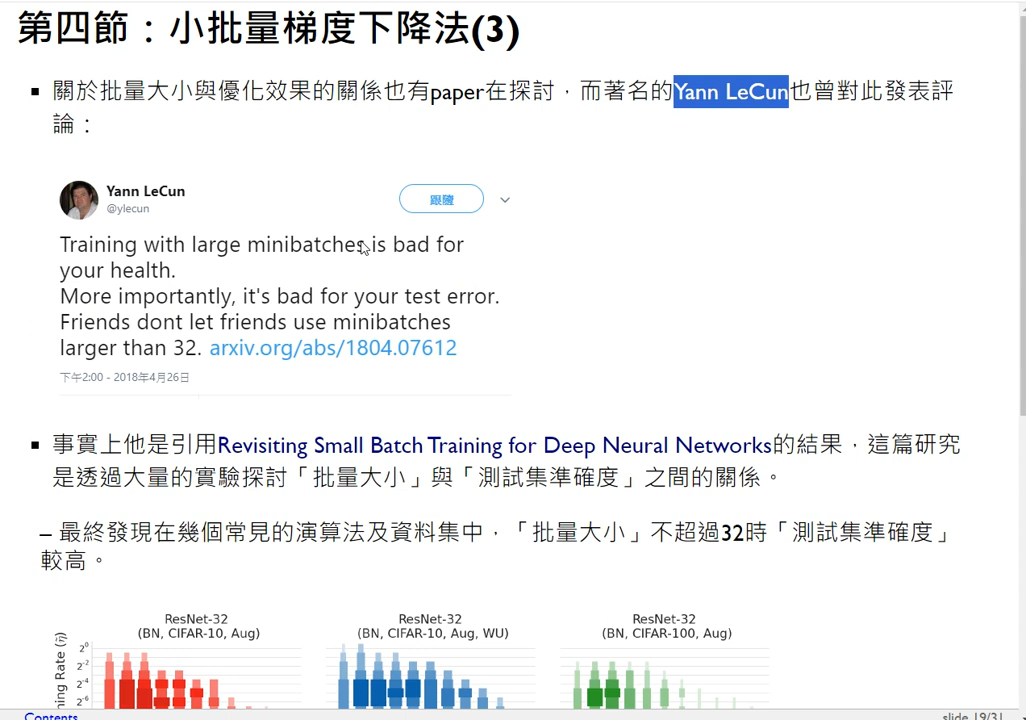 第四節：小批量梯度下降法(3)
▪ 關於批量大小與優化效果的關係也有paper在探討，而著名的Yann LeCun也曾對此發表評
論：
Yann LeCun
@ylecun
跟隨
Training with large minibatches is bad for
your health.
More importantly, it's bad for your test error.
Friends dont let friends use minibatches
larger than 32. arxiv.org/abs/1804.07612
下午2:00 - 2018年4月26日
▪ 事實上他是引用Revisiting Small Batch Training for Deep Neural Networks的結果，這篇研究
是透過大量的實驗探討「批量大小」與「測試集準確度」之間的關係。
– 最終發現在幾個常見的演算法及資料集中，「批量大小」不超過32時「測試集準確度」
較高。
ResNet-32
(BN, CIFAR-10, Aug)
ResNet-32
(BN, CIFAR-10, Aug, WU)
ResNet-32
(BN, CIFAR-100, Aug)
ning Rate (η̃)
2⁰
2⁻²
2⁻⁴
2⁻⁶
Contents
slide 19/31